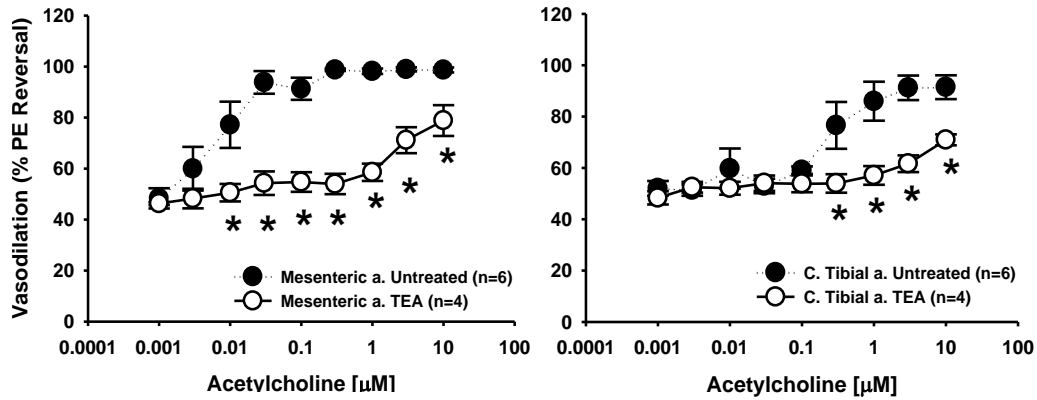 Vasodilation (% PE Reversal)
120
100
80
60
40
20
0
*
*
*
*
*
*
*
Mesenteric a. Untreated (n=6)
Mesenteric a. TEA (n=4)
0.0001 0.001 0.01 0.1 1 10 100
Acetylcholine [μM]
120
100
80
60
40
20
0
*
*
*
*
C. Tibial a. Untreated (n=6)
C. Tibial a. TEA (n=4)
0.0001 0.001 0.01 0.1 1 10 100
Acetylcholine [μM]